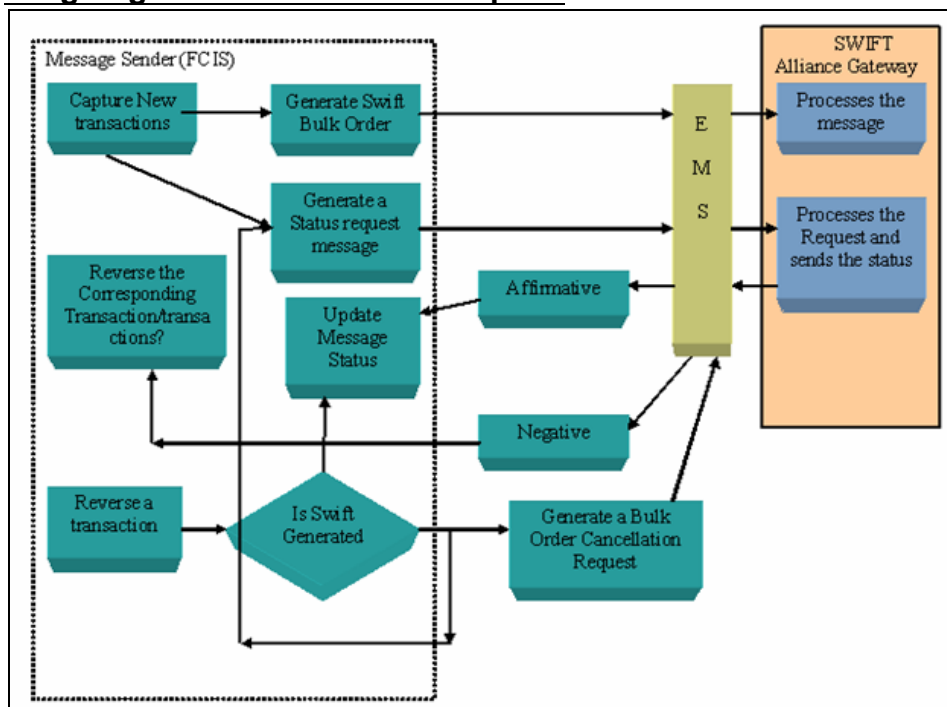 Message Sender (FCIS)
SWIFT
Alliance Gateway
Capture New
transactions
Generate Swift
Bulk Order
E
M
S
Processes the
message
Generate a
Status request
message
Processes the
Request and
sends the status
Reverse the
Corresponding
Transaction/transa
ctions?
Affirmative
Update
Message
Status
Negative
Reverse a
transaction
Is Swift
Generated
Generate a Bulk
Order Cancellation
Request